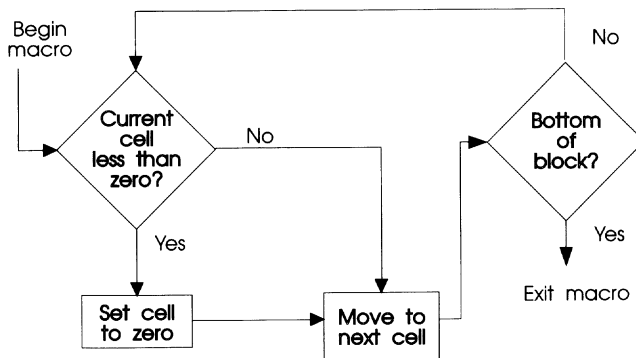 Begin
macro
No
Current
cell
less than
zero?
No
Bottom
of
block?
Yes
Yes
Exit macro
Set cell
to zero
Move to
next cell